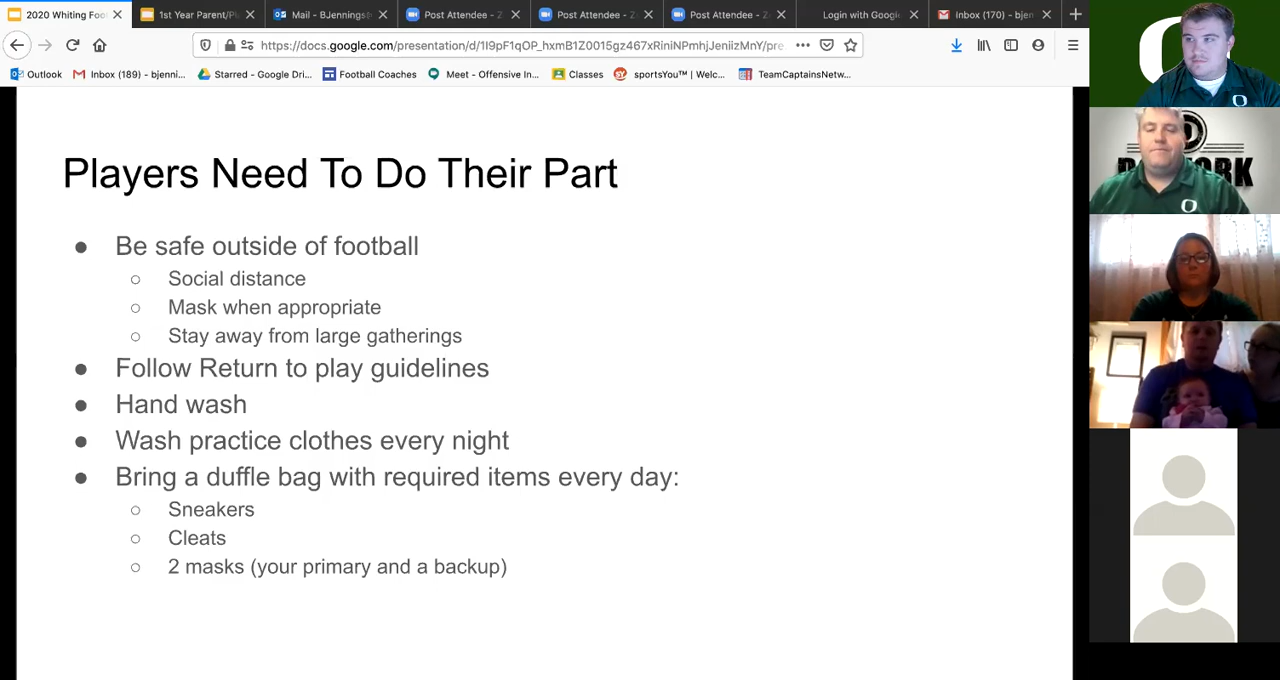 2020 Whiting Foo
1st Year Parent/Pl
Mail - BJenningst
Post Attendee - Z
Post Attendee - Z
Post Attendee - Z
Login with Googl
Inbox (170) - bjen
https://docs.google.com/presentation/d/1I9pF1qOP_hxmB1Z0015gz467xRiniNPmhjJeniizMnY/pre
Outlook
Inbox (189) - bjenni...
Starred - Google Dri...
Football Coaches
Meet - Offensive In...
Classes
sportsYou™ | Welc...
TeamCaptainsNetw...
Players Need To Do Their Part
● Be safe outside of football
○ Social distance
○ Mask when appropriate
○ Stay away from large gatherings
● Follow Return to play guidelines
● Hand wash
● Wash practice clothes every night
● Bring a duffle bag with required items every day:
○ Sneakers
○ Cleats
○ 2 masks (your primary and a backup)
O
O
O